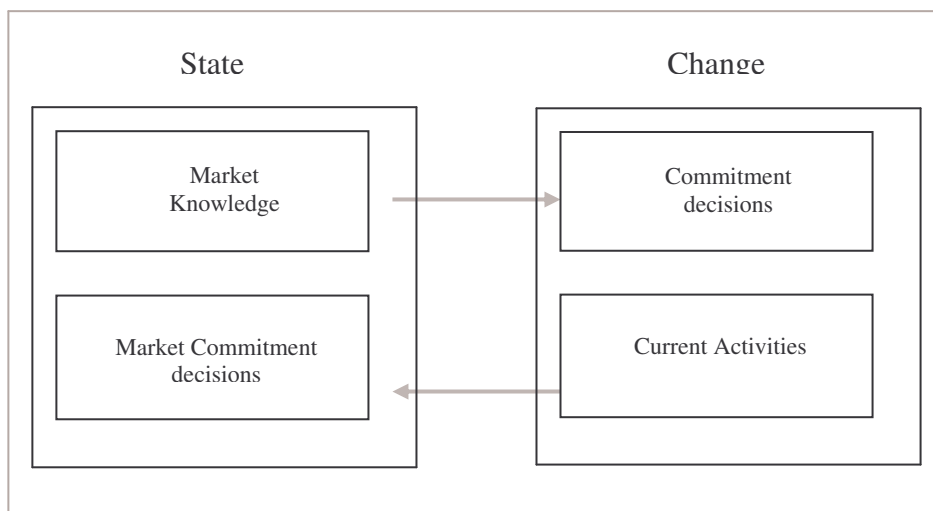 State
Change
Market
Knowledge
Commitment
decisions
Market Commitment
decisions
Current Activities